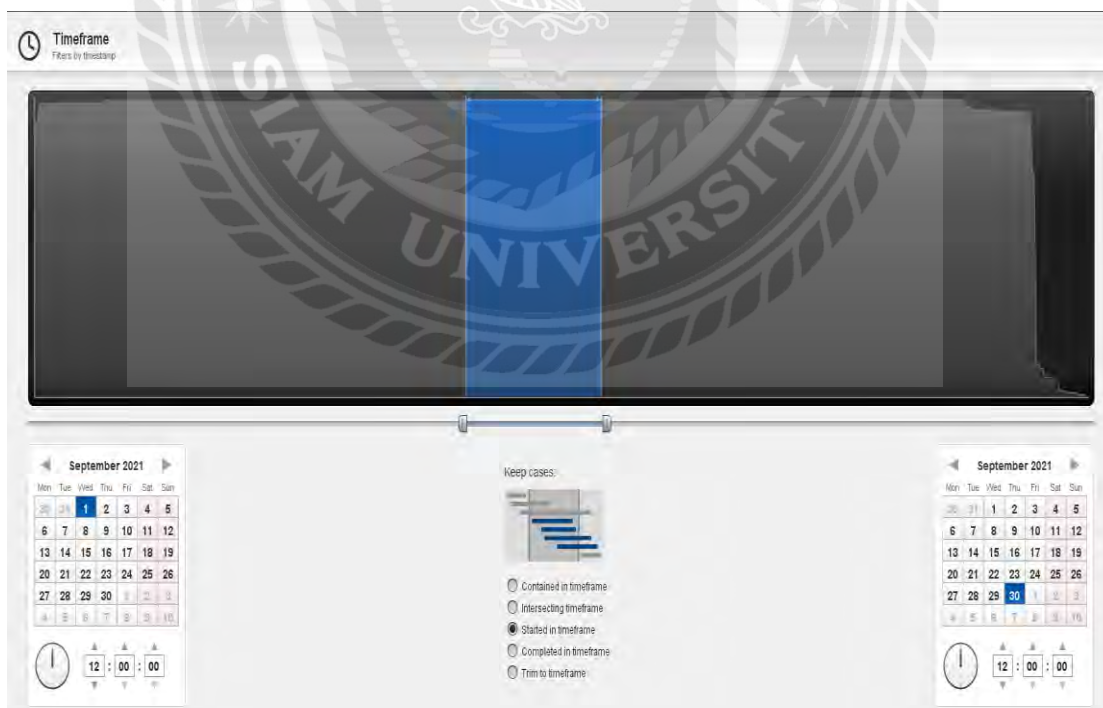 Timeframe
Filters by timestamp
SIAM UNIVERSITY
September 2021
Mon Tue Wed Thu Fri Sat Sun
30 31 1 2 3 4 5
6 7 8 9 10 11 12
13 14 15 16 17 18 19
20 21 22 23 24 25 26
27 28 29 30 1 2 3
4 5 6 7 8 9 10
12 : 00 : 00
Keep cases:
Contained in timeframe
Intersecting timeframe
Started in timeframe
Completed in timeframe
Trim to timeframe
September 2021
Mon Tue Wed Thu Fri Sat Sun
30 31 1 2 3 4 5
6 7 8 9 10 11 12
13 14 15 16 17 18 19
20 21 22 23 24 25 26
27 28 29 30 1 2 3
4 5 6 7 8 9 10
12 : 00 : 00